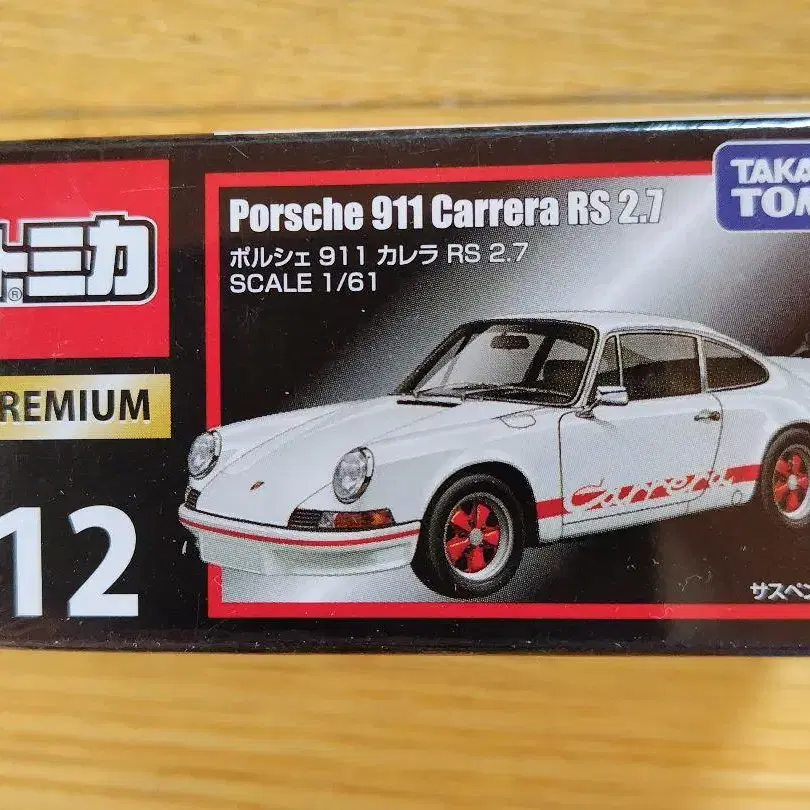 トミカ
®
REMIUM
12
Porsche 911 Carrera RS 2.7
ポルシェ 911 カレラ RS 2.7
SCALE 1/61
TAKA
TOM
Carrera
サスペン